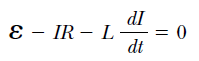 ℰ − IR − L dI/dt = 0